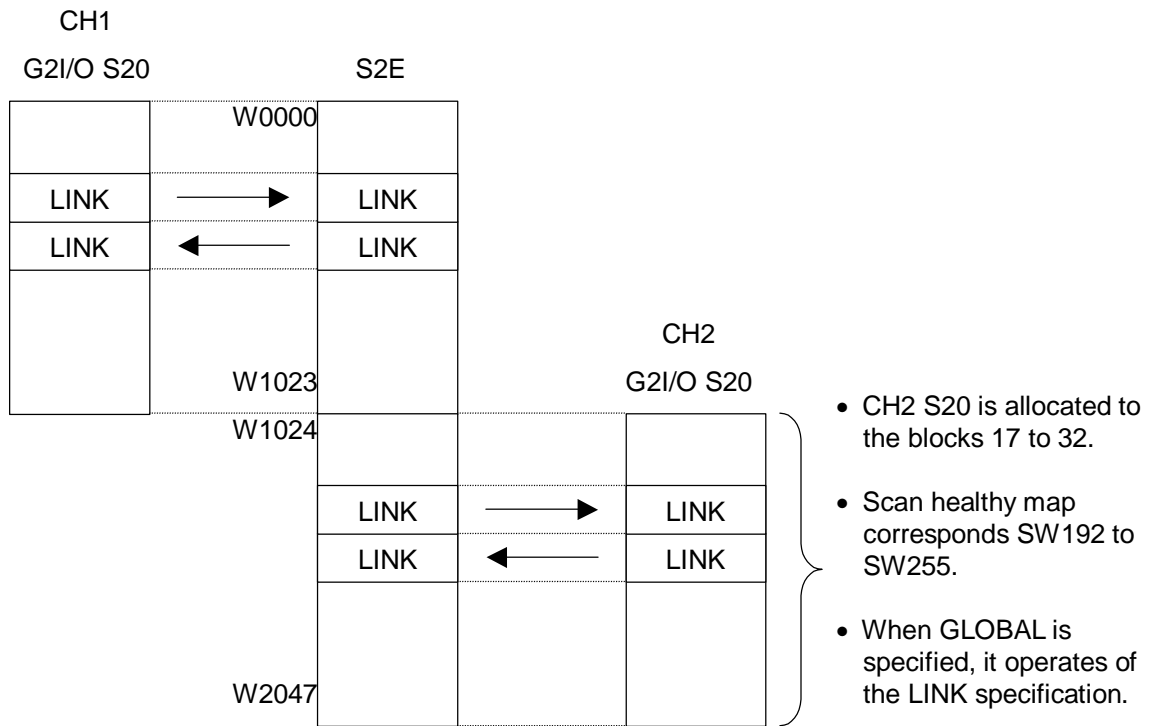 CH1
G2I/O S20
S2E
W0000
LINK
LINK
LINK
LINK
W1023
CH2
G2I/O S20
W1024
LINK
LINK
LINK
LINK
W2047
• CH2 S20 is allocated to
the blocks 17 to 32.
• Scan healthy map
corresponds SW192 to
SW255.
• When GLOBAL is
specified, it operates of
the LINK specification.